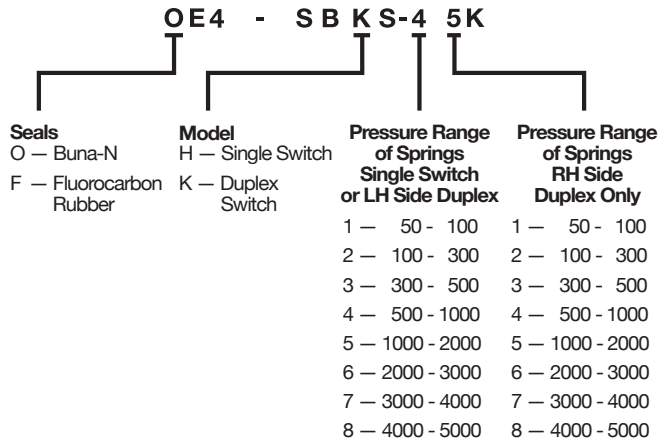 OE4 - SBKS-4 5K
Seals
O — Buna-N
F — Fluorocarbon
Rubber
Model
H — Single Switch
K — Duplex
Switch
Pressure Range
of Springs
Single Switch
or LH Side Duplex
1 — 50 - 100
2 — 100 - 300
3 — 300 - 500
4 — 500 - 1000
5 — 1000 - 2000
6 — 2000 - 3000
7 — 3000 - 4000
8 — 4000 - 5000
Pressure Range
of Springs
RH Side
Duplex Only
1 — 50 - 100
2 — 100 - 300
3 — 300 - 500
4 — 500 - 1000
5 — 1000 - 2000
6 — 2000 - 3000
7 — 3000 - 4000
8 — 4000 - 5000